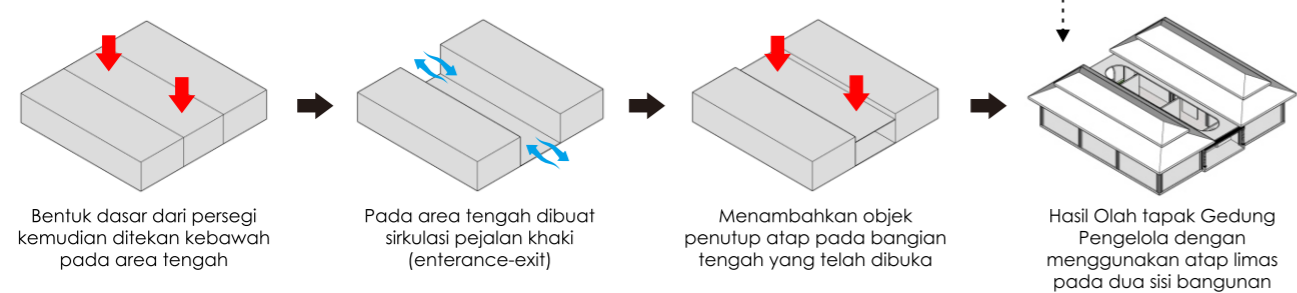 Bentuk dasar dari persegi
kemudian ditekan kebawah
pada area tengah
Pada area tengah dibuat
sirkulasi pejalan khaki
(enterance-exit)
Menambahkan objek
penutup atap pada bangian
tengah yang telah dibuka
Hasil Olah tapak Gedung
Pengelola dengan
menggunakan atap limas
pada dua sisi bangunan